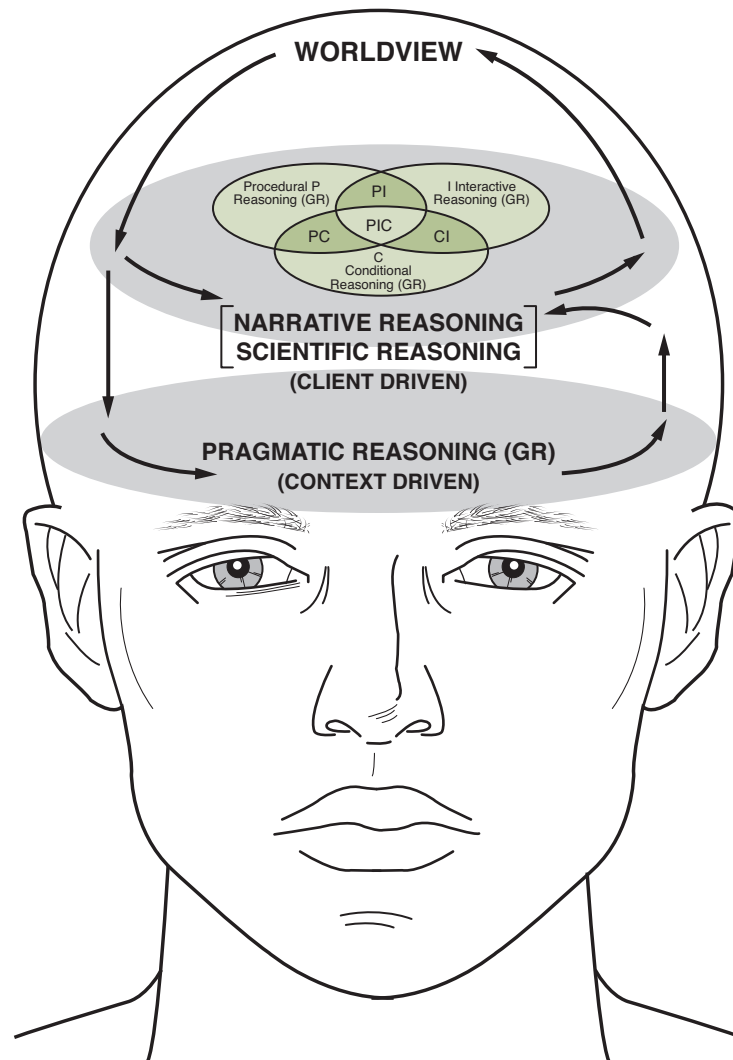 WORLDVIEW
Procedural P
Reasoning (GR)
PI
I Interactive
Reasoning (GR)
PC
PIC
CI
C
Conditional
Reasoning (GR)
NARRATIVE REASONING
SCIENTIFIC REASONING
(CLIENT DRIVEN)
PRAGMATIC REASONING (GR)
(CONTEXT DRIVEN)